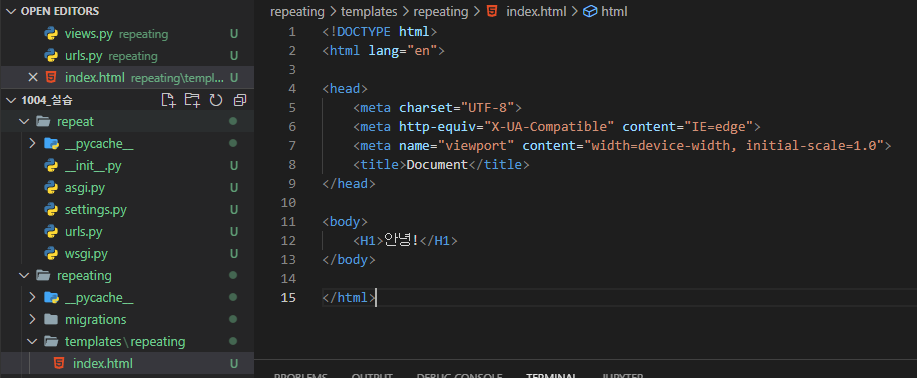 OPEN EDITORS
views.py repeating U
urls.py repeating U
index.html repeating\templ... U
1004_실습
repeat
__pycache__
__init__.py U
asgi.py U
settings.py U
urls.py U
wsgi.py U
repeating
__pycache__
migrations
templates\repeating
index.html U
repeating > templates > repeating > index.html > html
1 <!DOCTYPE html>
2 <html lang="en">
3
4 <head>
5 <meta charset="UTF-8">
6 <meta http-equiv="X-UA-Compatible" content="IE=edge">
7 <meta name="viewport" content="width=device-width, initial-scale=1.0">
8 <title>Document</title>
9 </head>
10
11 <body>
12 <H1>안녕!</H1>
13 </body>
14
15 </html>
PROBLEMS OUTPUT DEBUG CONSOLE TERMINAL JUPYTER